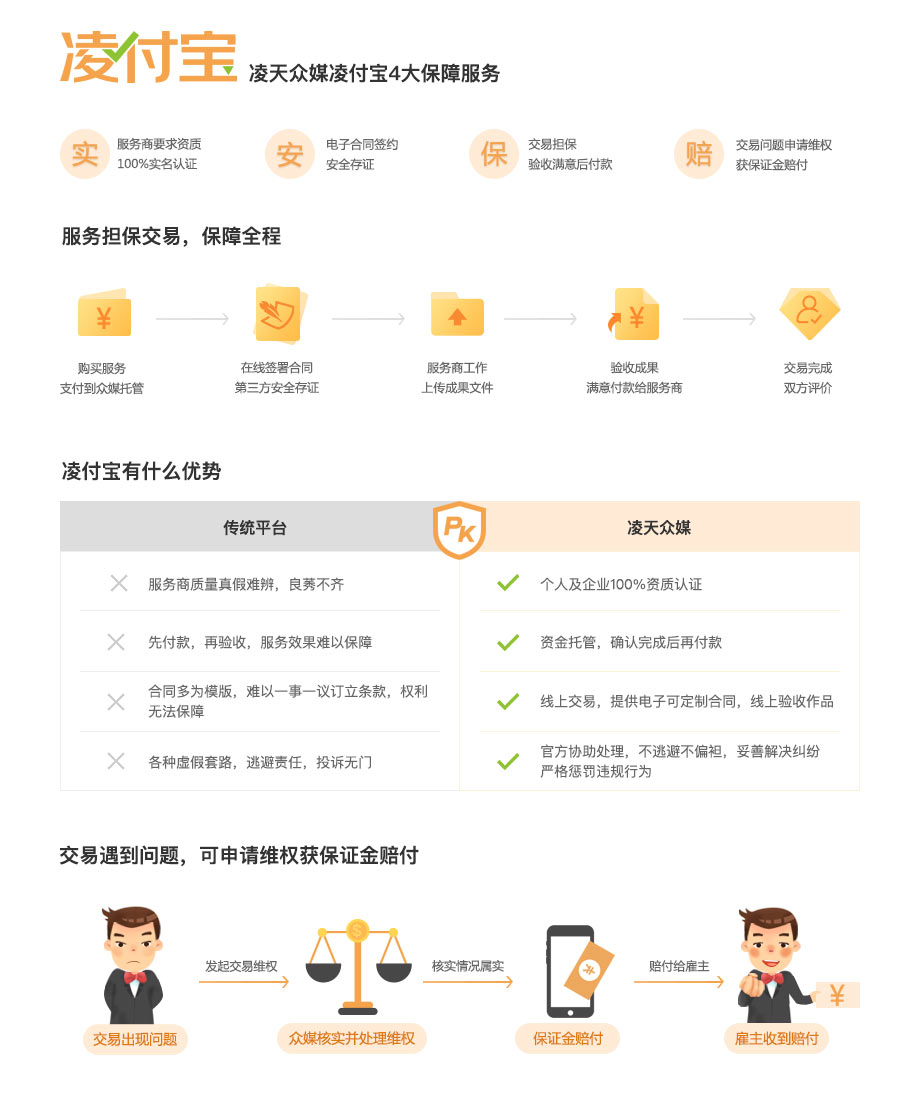 凌付宝 凌天众媒凌付宝4大保障服务
实
服务商要求资质
100%实名认证
安
电子合同签约
安全存证
保
交易担保
验收满意后付款
赔
交易问题申请维权
获保证金赔付
服务担保交易，保障全程
¥
购买服务
支付到众媒托管
在线签署合同
第三方安全存证
服务商工作
上传成果文件
¥
验收成果
满意付款给服务商
交易完成
双方评价
凌付宝有什么优势
传统平台
PK
凌天众媒
服务商质量真假难辨，良莠不齐
个人及企业100%资质认证
先付款，再验收，服务效果难以保障
资金托管，确认完成后再付款
合同多为模版，难以一事一议订立条款，权利
无法保障
线上交易，提供电子可定制合同，线上验收作品
各种虚假套路，逃避责任，投诉无门
官方协助处理，不逃避不偏袒，妥善解决纠纷
严格惩罚违规行为
交易遇到问题，可申请维权获保证金赔付
发起交易维权
$
核实情况属实
¥
赔付给雇主
¥
交易出现问题
众媒核实并处理维权
保证金赔付
雇主收到赔付